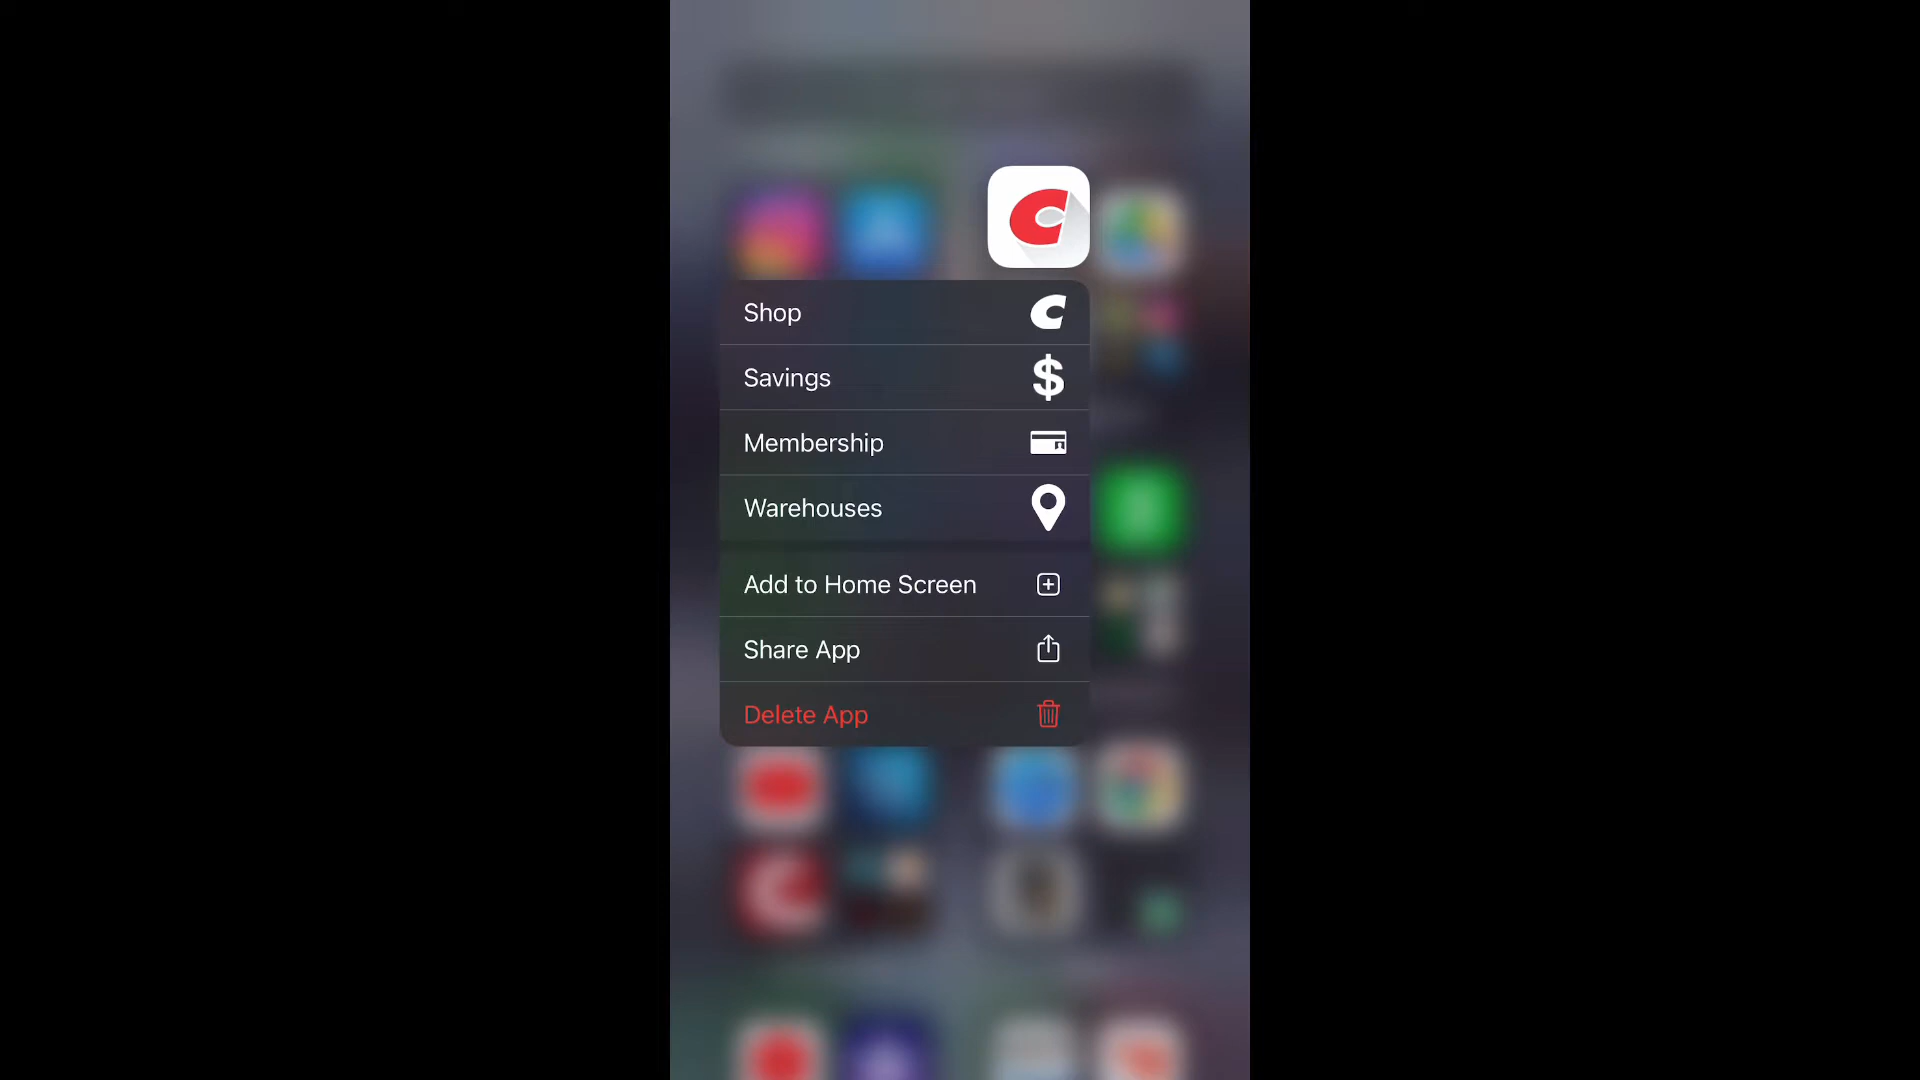 Shop
Savings
Membership
Warehouses
Add to Home Screen
Share App
Delete App